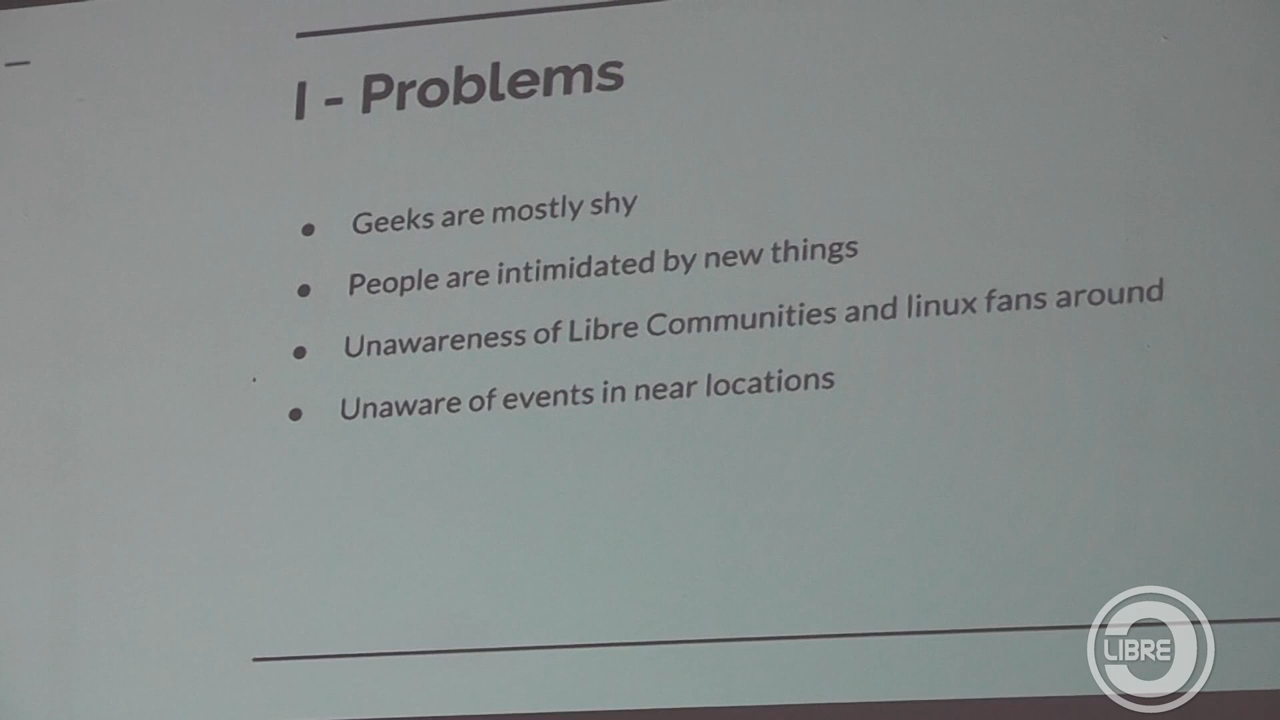 I - Problems
● Geeks are mostly shy
● People are intimidated by new things
● Unawareness of Libre Communities and linux fans around
● Unaware of events in near locations
LIBRE